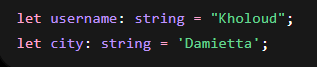 let username: string = "Kholoud";
let city: string = 'Damietta';